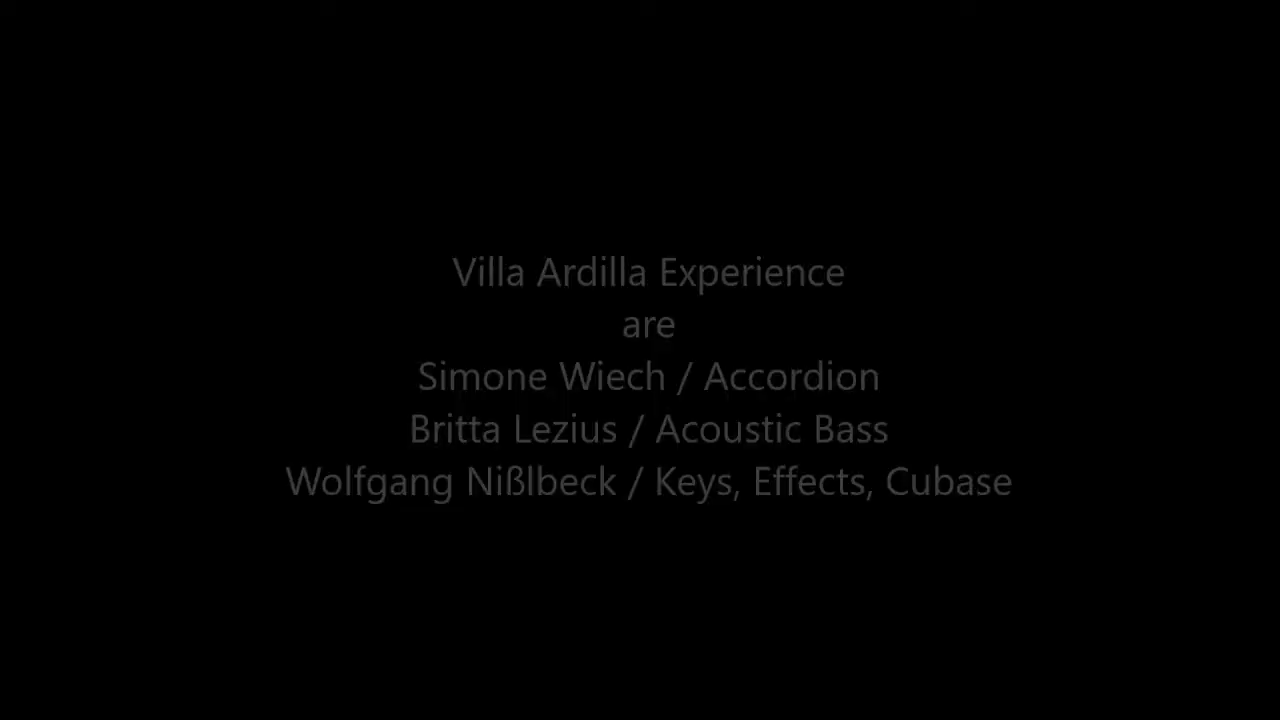 Villa Ardilla Experience
are
Simone Wiech / Accordion
Britta Lezius / Acoustic Bass
Wolfgang Nißlbeck / Keys, Effects, Cubase